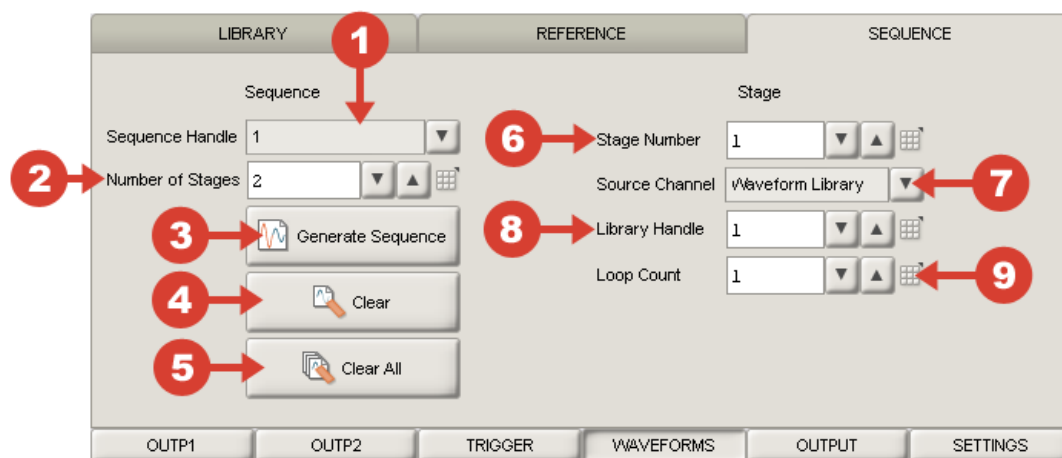 LIBRARY REFERENCE SEQUENCE
1
Sequence Stage
Sequence Handle 1
6 Stage Number 1
2 Number of Stages 2
Source Channel Waveform Library 7
3 Generate Sequence
8 Library Handle 1
4 Clear
Loop Count 1 9
5 Clear All
OUTP1 OUTP2 TRIGGER WAVEFORMS OUTPUT SETTINGS